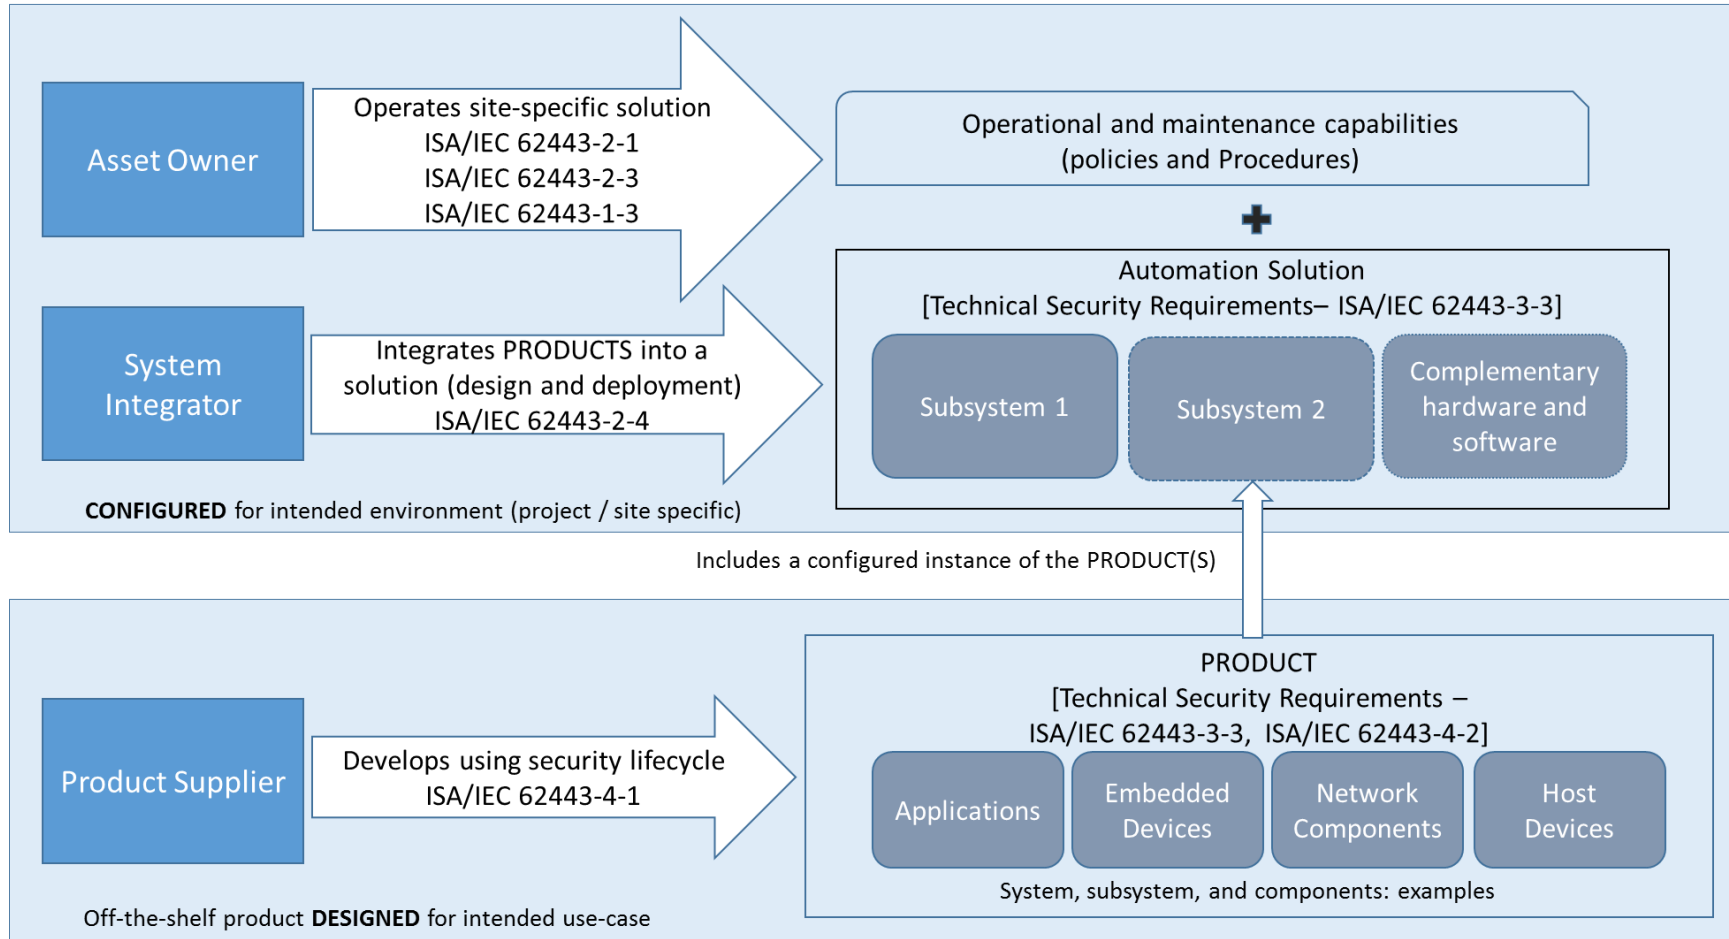 Asset Owner
Operates site-specific solution
ISA/IEC 62443-2-1
ISA/IEC 62443-2-3
ISA/IEC 62443-1-3
Operational and maintenance capabilities
(policies and Procedures)
System
Integrator
Integrates PRODUCTS into a
solution (design and deployment)
ISA/IEC 62443-2-4
Automation Solution
[Technical Security Requirements– ISA/IEC 62443-3-3]
Subsystem 1
Subsystem 2
Complementary
hardware and
software
CONFIGURED for intended environment (project / site specific)
Includes a configured instance of the PRODUCT(S)
Product Supplier
Develops using security lifecycle
ISA/IEC 62443-4-1
PRODUCT
[Technical Security Requirements –
ISA/IEC 62443-3-3, ISA/IEC 62443-4-2]
Applications
Embedded
Devices
Network
Components
Host
Devices
System, subsystem, and components: examples
Off-the-shelf product DESIGNED for intended use-case